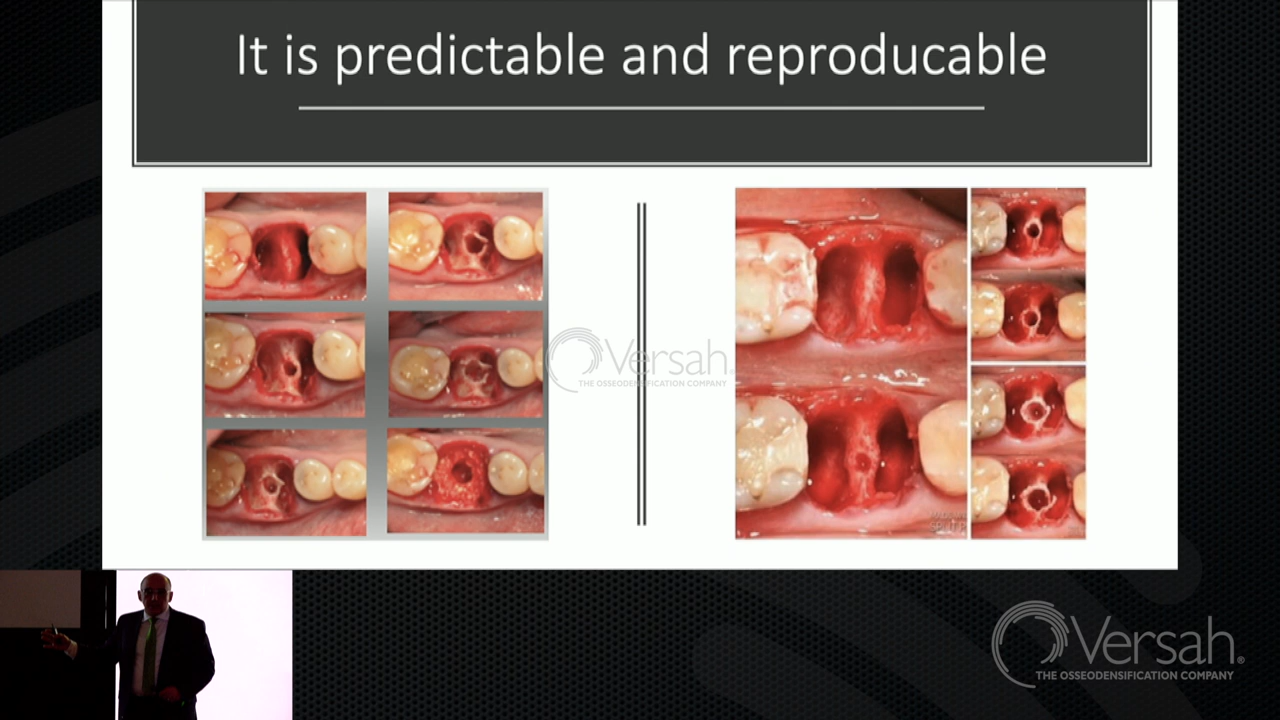 It is predictable and reproducable
Versah.
THE OSSEODENSIFICATION COMPANY
Versah®
THE OSSEODENSIFICATION COMPANY